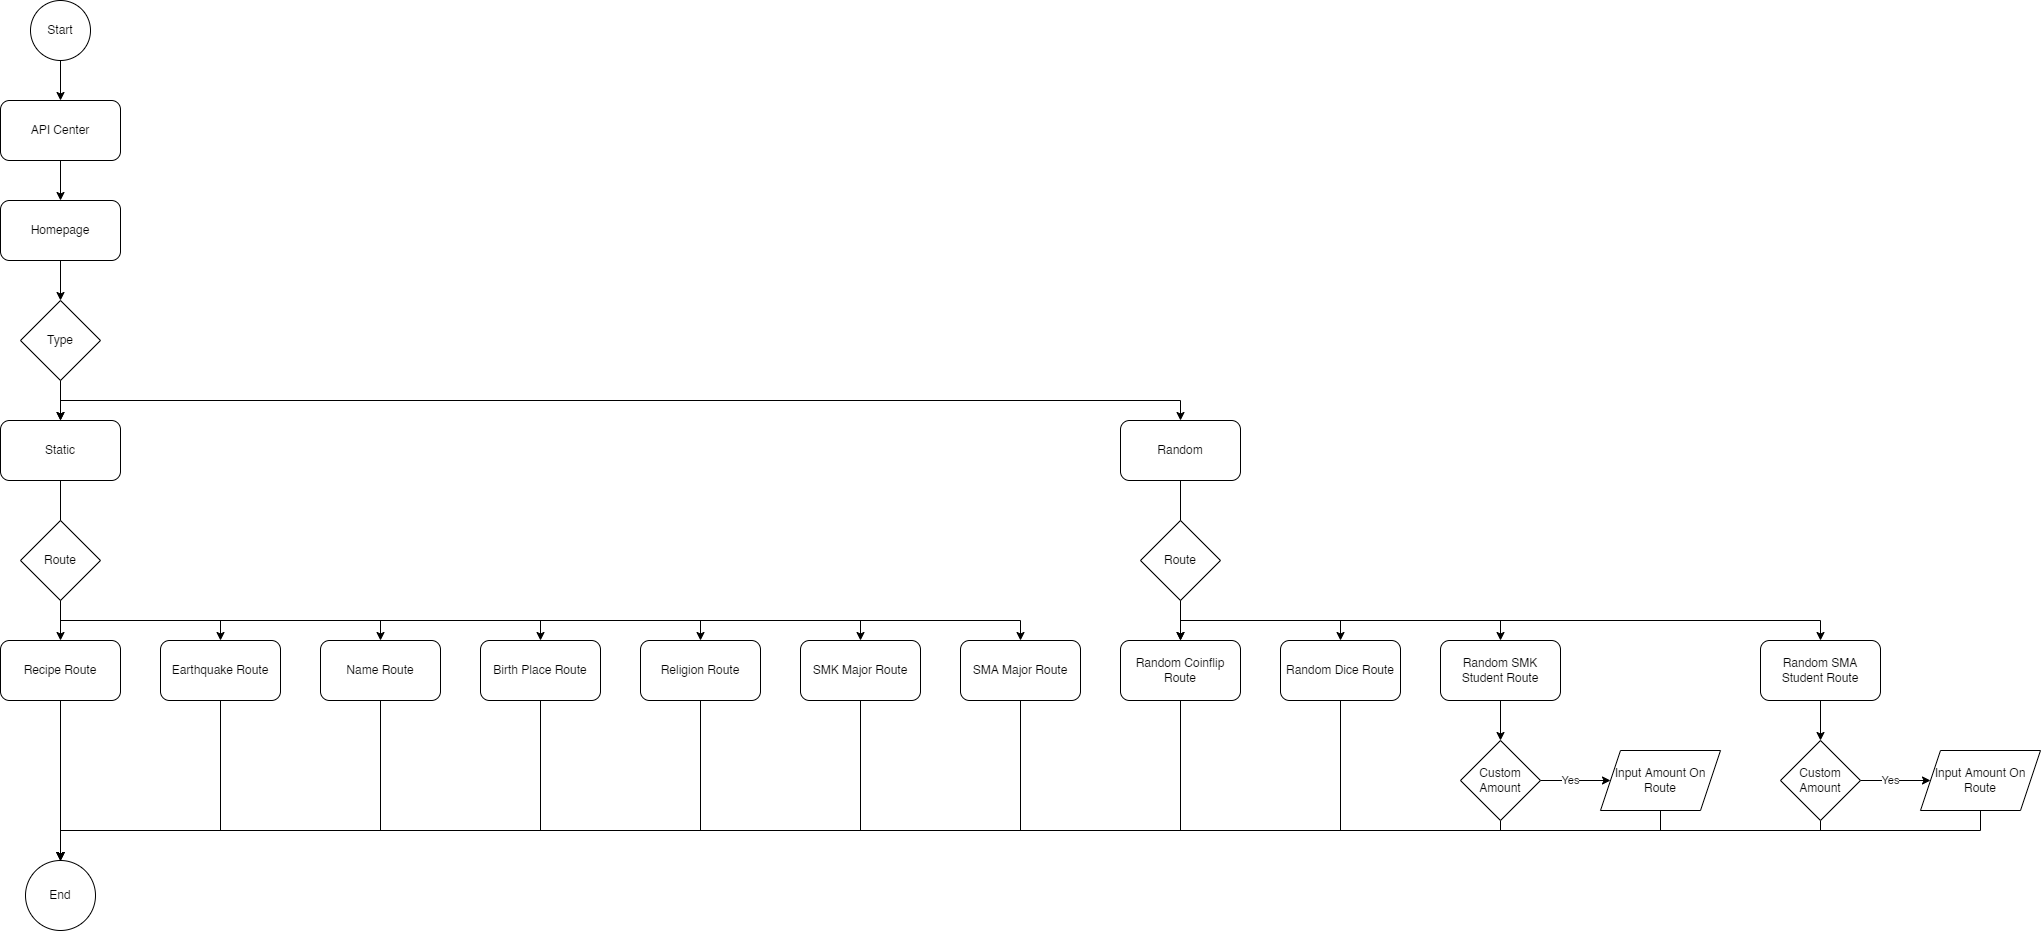 Start
API Center
Homepage
Type
Static
Random
Route
Route
Recipe Route
Earthquake Route
Name Route
Birth Place Route
Religion Route
SMK Major Route
SMA Major Route
Random Coinflip
Route
Random Dice Route
Random SMK
Student Route
Random SMA
Student Route
Custom
Amount
Yes
Input Amount On
Route
Custom
Amount
Yes
Input Amount On
Route
End